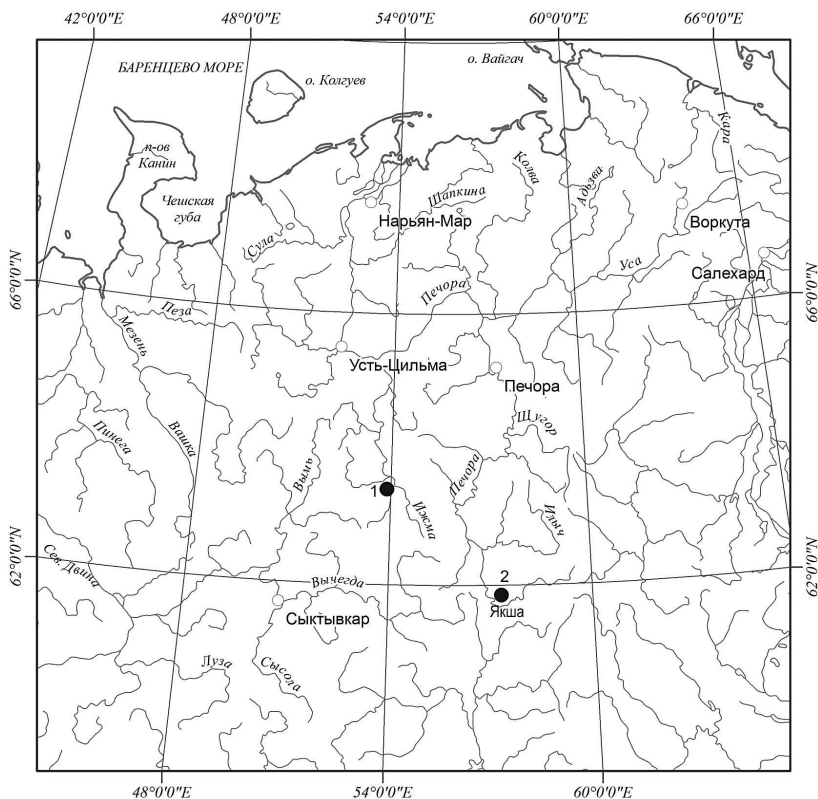 42°0'0"E
48°0'0"E
54°0'0"E
60°0'0"E
66°0'0"E
БАРЕНЦЕВО МОРЕ
о. Колгуев
о. Вайгач
п-ов
Канин
Чешская
губа
Кара
Колва
Адьзва
Шапкина
Нарьян-Мар
Воркута
Сула
Уса
Салехард
66°0'0"N
66°0'0"N
Печора
Пеза
Мезень
Усть-Цильма
Печора
Щугор
Пинега
Вашка
Вымь
Печора
1
Ижма
Илыч
62°0'0"N
62°0'0"N
Сев. Двина
Вычегда
2
Якша
Сыктывкар
Луза
Сысола
48°0'0"E
54°0'0"E
60°0'0"E